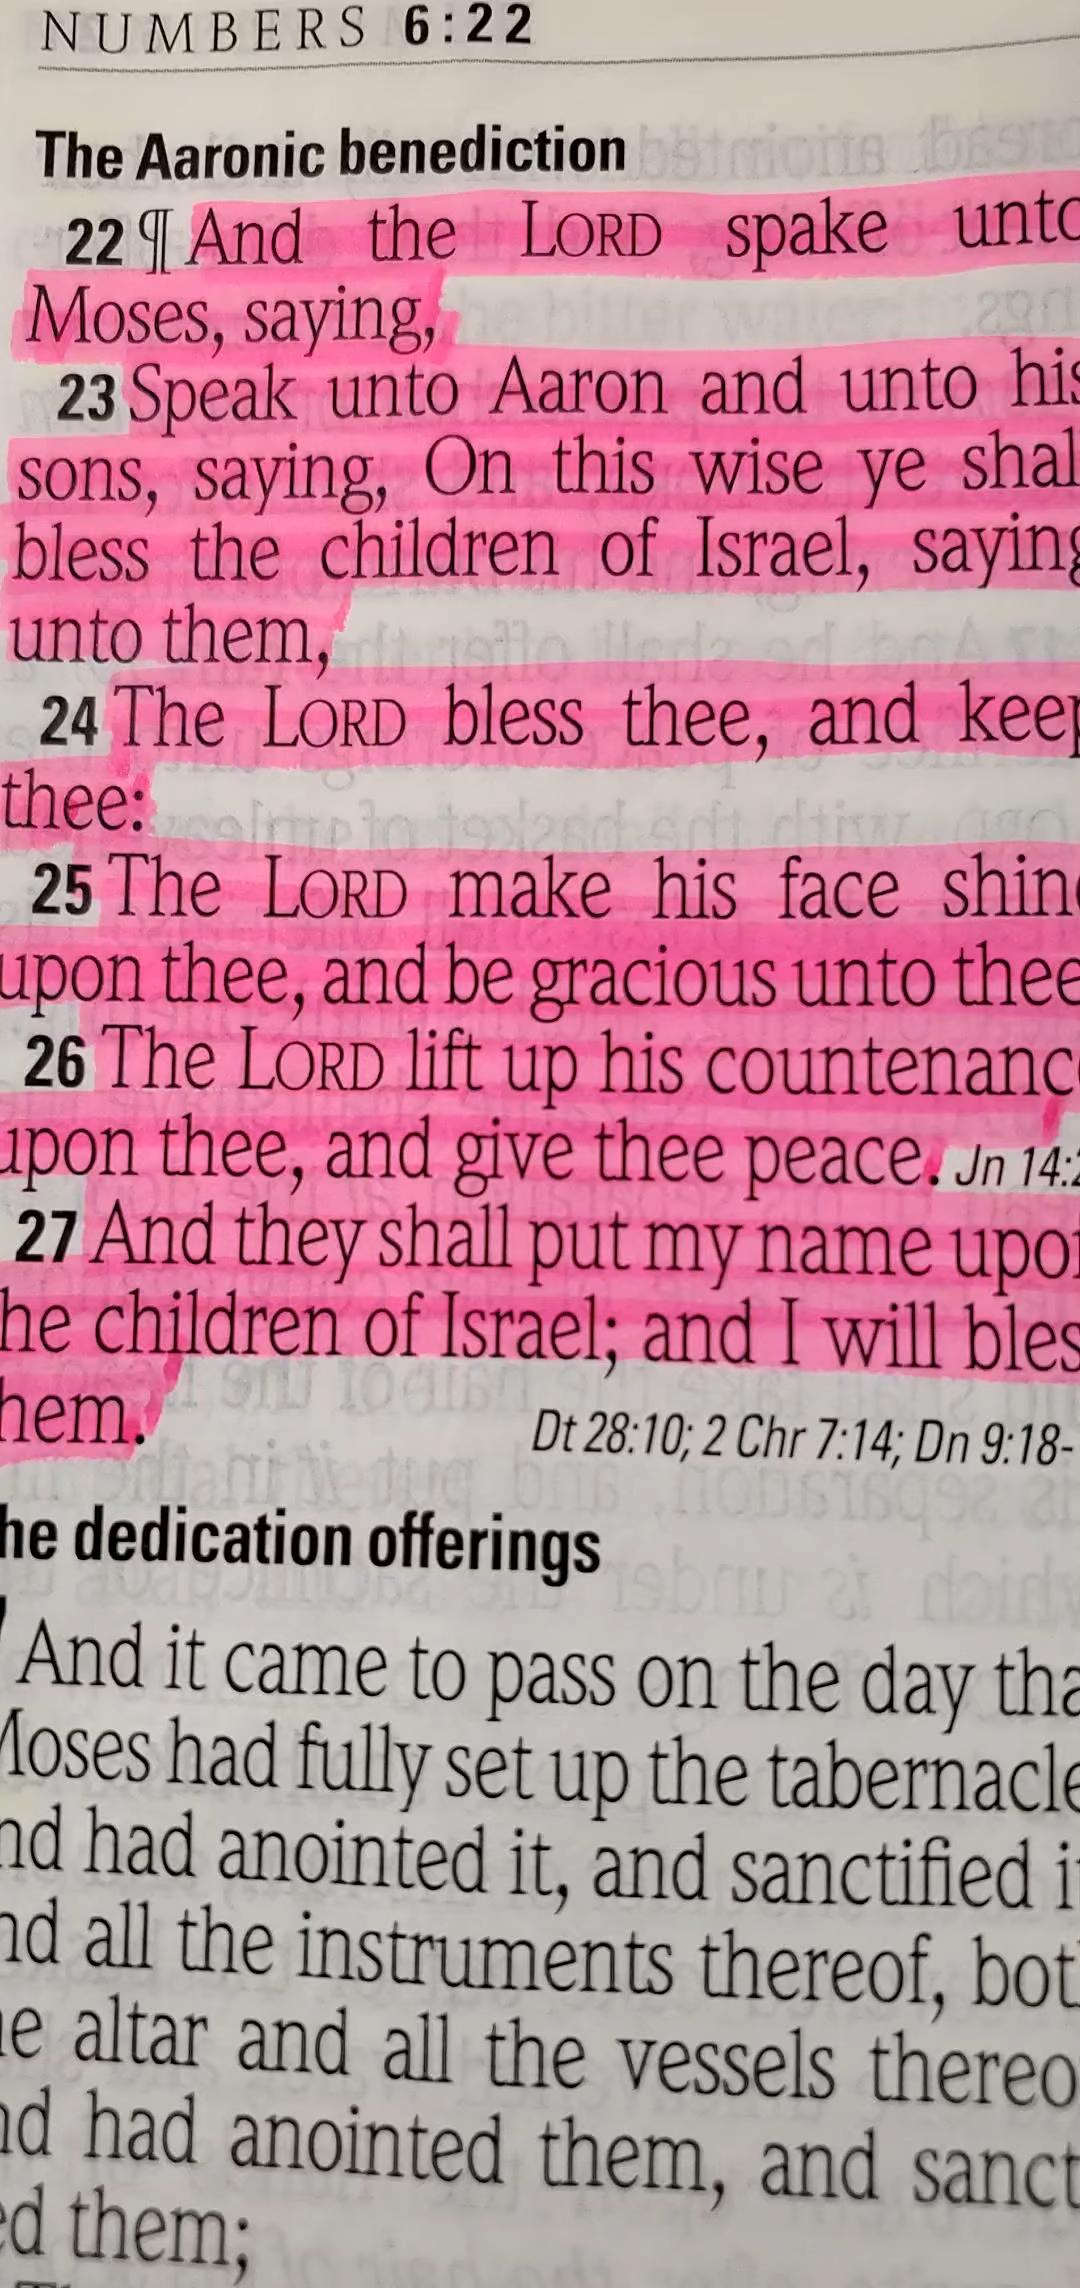 NUMBERS 6:22
The Aaronic benediction
22 ¶ And the LORD spake unto
Moses, saying,
23 Speak unto Aaron and unto his
sons, saying, On this wise ye shal
bless the children of Israel, saying
unto them,
24 The LORD bless thee, and keep
thee:
25 The LORD make his face shine
upon thee, and be gracious unto thee
26 The LORD lift up his countenance
upon thee, and give thee peace. Jn 14:2
27 And they shall put my name upon
he children of Israel; and I will bles
hem.
Dt 28:10; 2 Chr 7:14; Dn 9:18-
he dedication offerings
And it came to pass on the day tha
Moses had fully set up the tabernacle
nd had anointed it, and sanctified it
nd all the instruments thereof, bot
e altar and all the vessels thereo
nd had anointed them, and sanct
ed them;